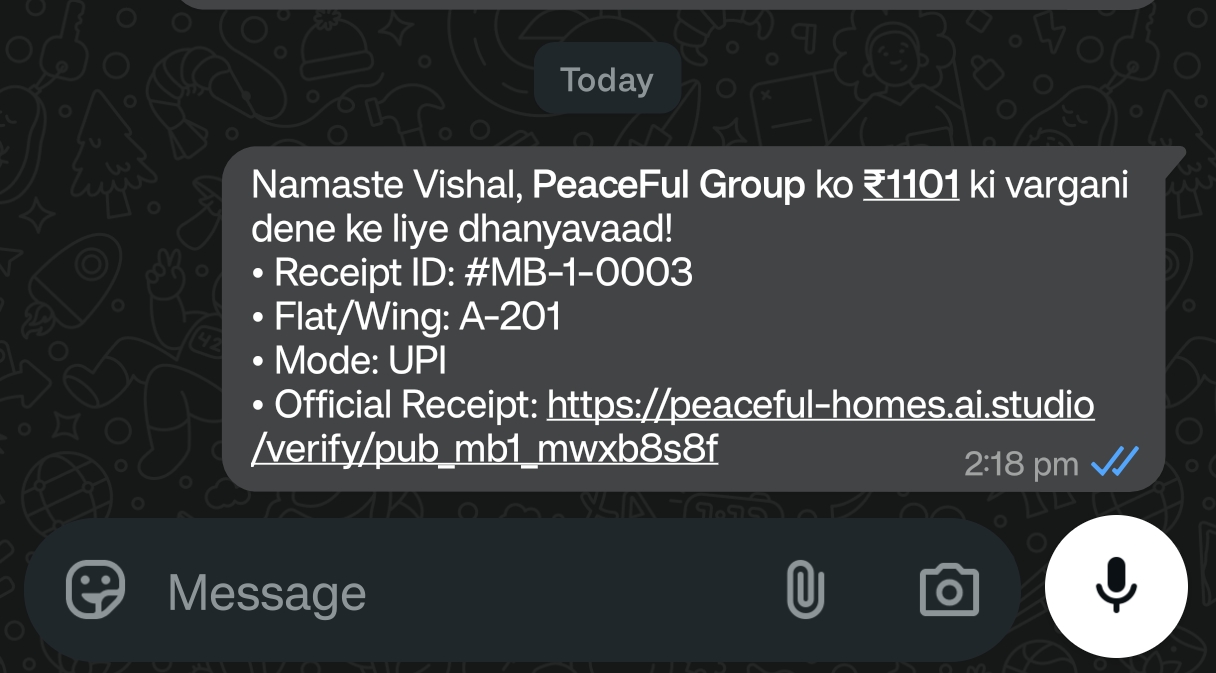 Today
Namaste Vishal, PeaceFul Group ko ₹1101 ki vargani
dene ke liye dhanyavaad!
• Receipt ID: #MB-1-0003
• Flat/Wing: A-201
• Mode: UPI
• Official Receipt: https://peaceful-homes.ai.studio
/verify/pub_mb1_mwxb8s8f
2:18 pm
Message